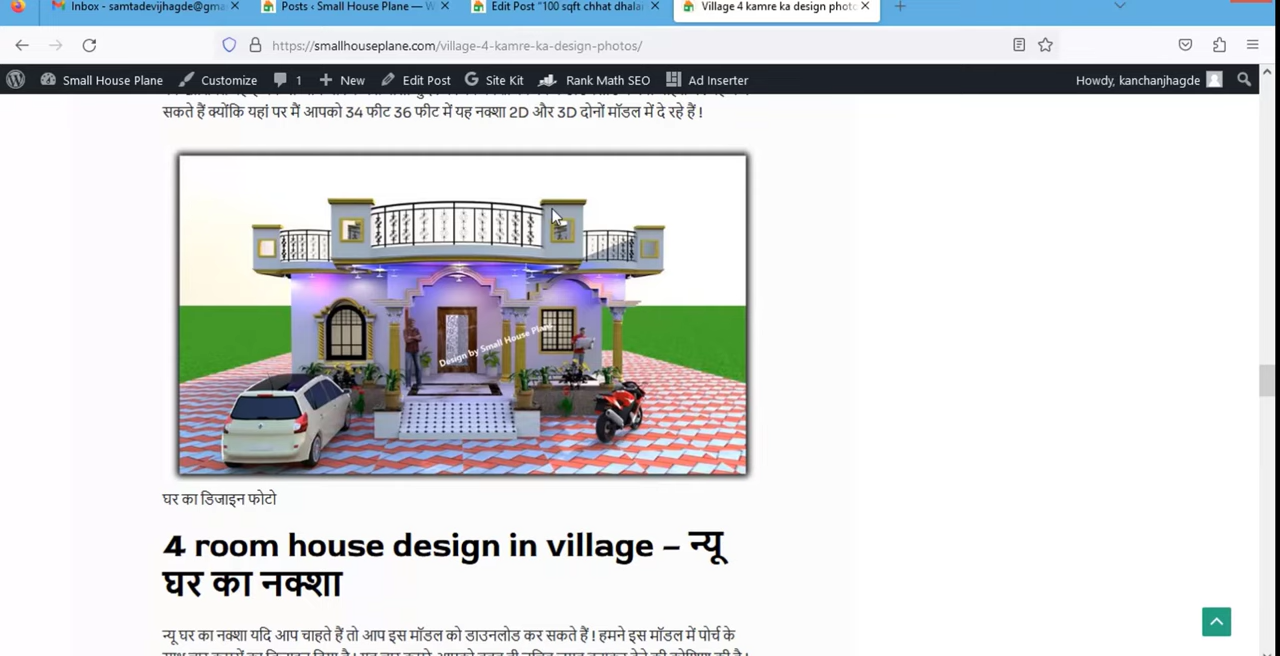 Inbox - samtadevijhagde@gma
Posts ‹ Small House Plane — W
Edit Post "100 sqft chhat dhala
Village 4 kamre ka design photo
https://smallhouseplane.com/village-4-kamre-ka-design-photos/
Small House Plane
Customize
1
New
Edit Post
Site Kit
Rank Math SEO
Ad Inserter
Howdy, kanchanjhagde
सकते हैं क्योंकि यहां पर मैं आपको 34 फीट 36 फीट में यह नक्शा 2D और 3D दोनों मॉडल में दे रहे हैं !
Design by Small House Plane
घर का डिजाइन फोटो
4 room house design in village – न्यू
घर का नक्शा
न्यू घर का नक्शा यदि आप चाहते हैं तो आप इस मॉडल को डाउनलोड कर सकते हैं ! हमने इस मॉडल में पोर्च के